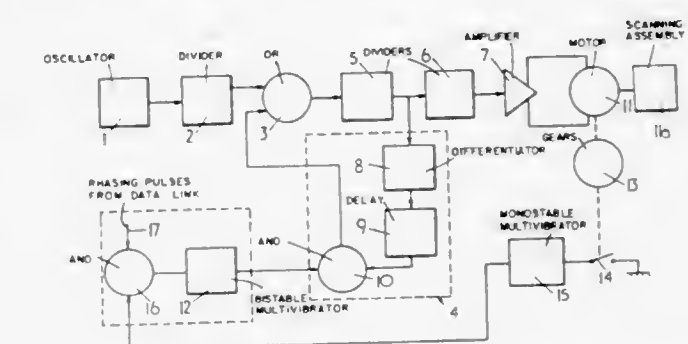 SCANNING
ASSEMBLY
AMPLIFIER
MOTOR
OSCILLATOR
DIVIDER
OR
5
DIVIDERS
6
7
1
2
3
11
11a
GEARS
13
8
DIFFERENTIATOR
PHASING PULSES
FROM DATA LINK
DELAY
9
MONOSTABLE
MULTIVIBRATOR
17
AND
AND
14
16
12
10
15
BISTABLE
MULTIVIBRATOR
4